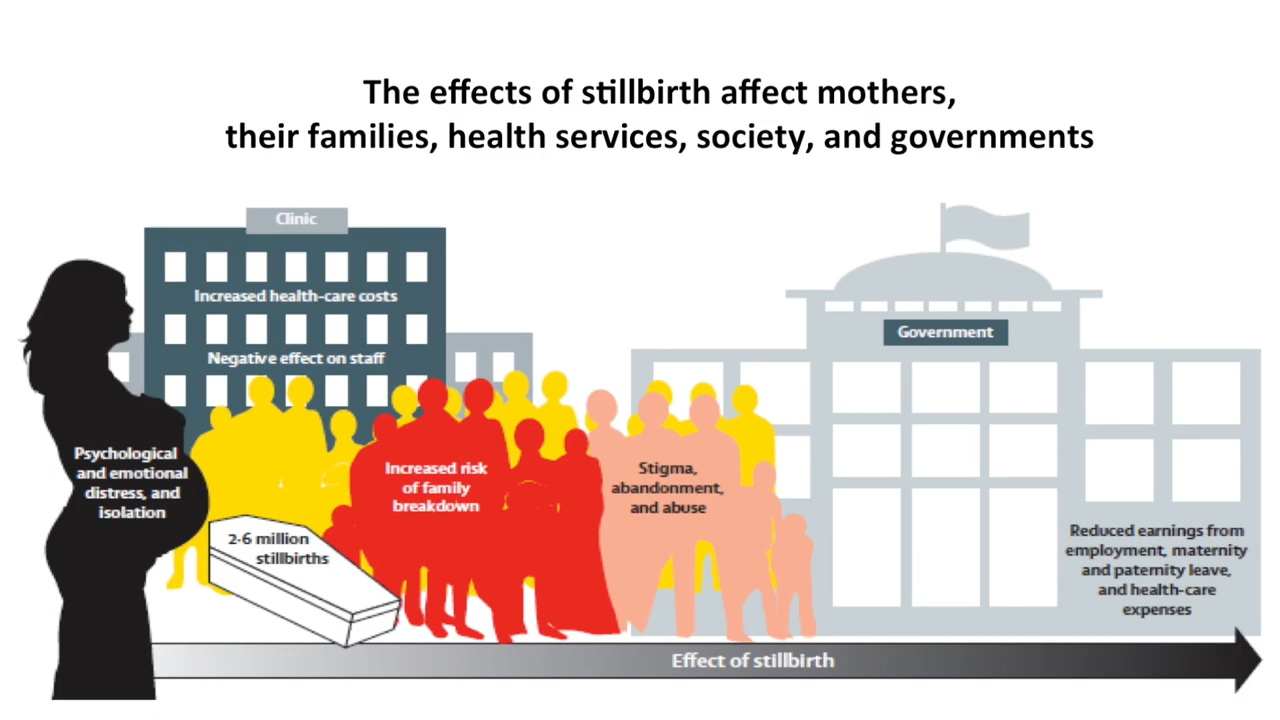 The effects of stillbirth affect mothers,
their families, health services, society, and governments
Clinic
Increased health-care costs
Negative effect on staff
Government
Psychological
and emotional
distress, and
isolation
2·6 million
stillbirths
Increased risk
of family
breakdown
Stigma,
abandonment,
and abuse
Reduced earnings from
employment, maternity
and paternity leave,
and health-care
expenses
Effect of stillbirth